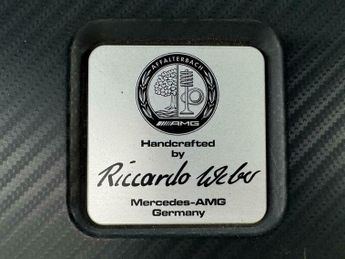 AFFALTERBACH
AMG
Handcrafted
by
Riccardo Weber
Mercedes-AMG
Germany